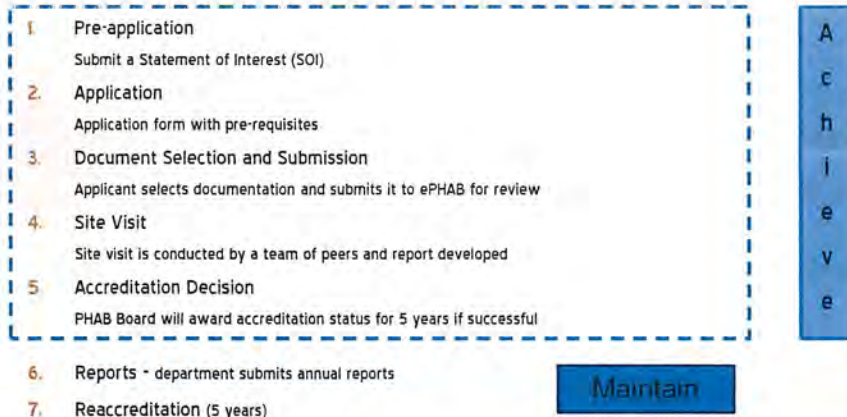 1. Pre-application
Submit a Statement of Interest (SOI)
2. Application
Application form with pre-requisites
3. Document Selection and Submission
Applicant selects documentation and submits it to ePHAB for review
4. Site Visit
Site visit is conducted by a team of peers and report developed
5 Accreditation Decision
PHAB Board will award accreditation status for 5 years if successful
6. Reports - department submits annual reports
7. Reaccreditation (5 years)
Achieve
Maintain